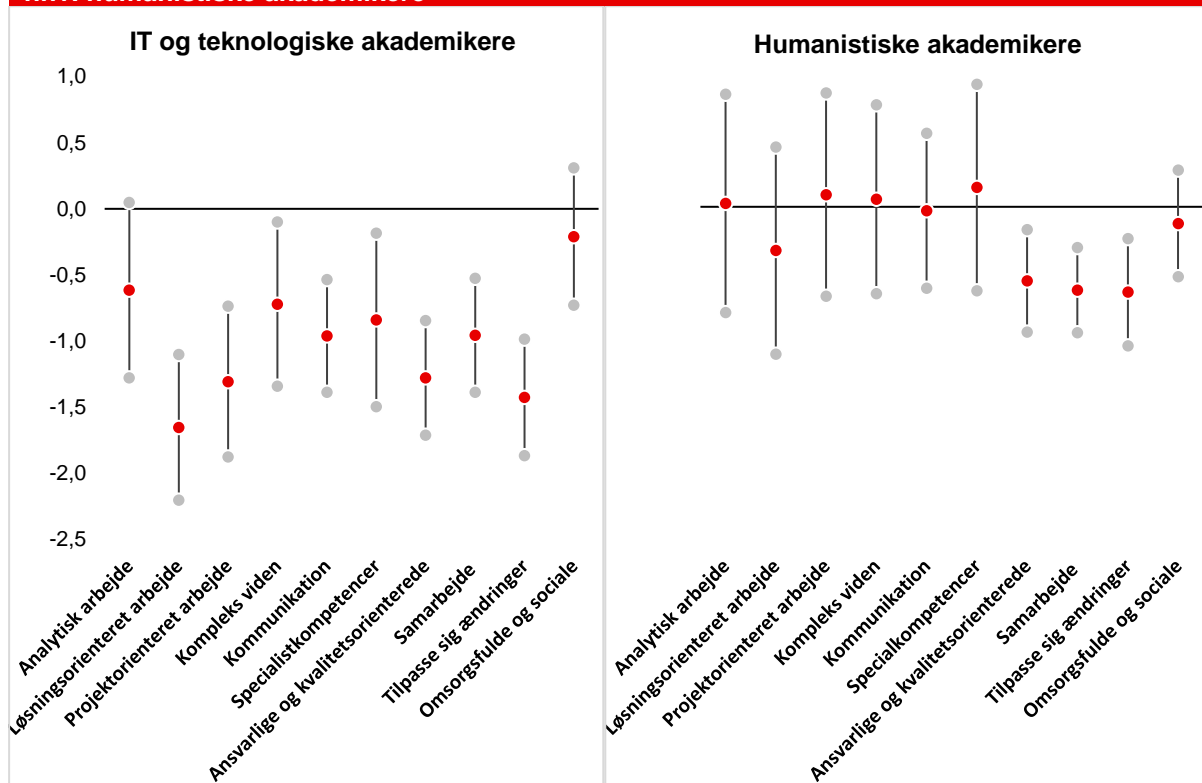 IT og teknologiske akademikere
1,0
0,5
0,0
-0,5
-1,0
-1,5
-2,0
-2,5
Analytisk arbejde
Løsningsorienteret arbejde
Projektorienteret arbejde
Kompleks viden
Kommunikation
Specialistkompetencer
Ansvarlige og kvalitetsorienterede
Samarbejde
Tilpasse sig ændringer
Omsorgsfulde og sociale
Humanistiske akademikere
Analytisk arbejde
Løsningsorienteret arbejde
Projektorienteret arbejde
Kompleks viden
Kommunikation
Specialkompetencer
Ansvarlige og kvalitetsorienterede
Samarbejde
Tilpasse sig ændringer
Omsorgsfulde og sociale